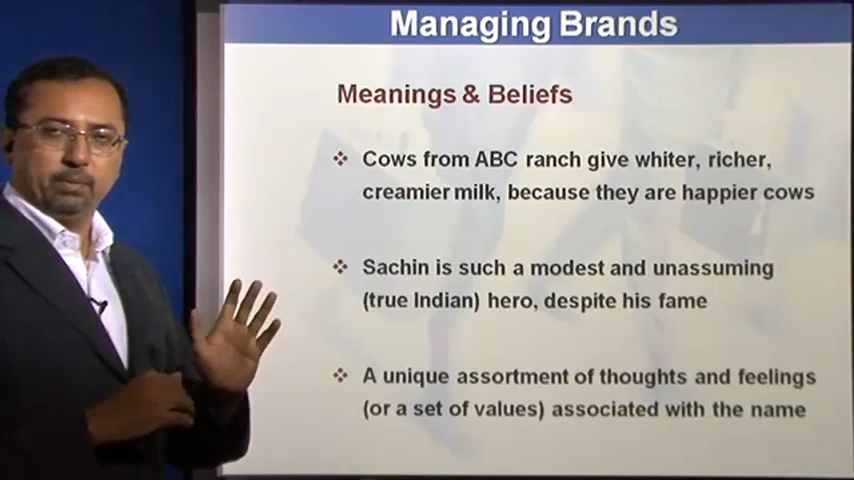 Managing Brands
Meanings & Beliefs
Cows from ABC ranch give whiter, richer,
creamier milk, because they are happier cows
Sachin is such a modest and unassuming
(true Indian) hero, despite his fame
A unique assortment of thoughts and feelings
(or a set of values) associated with the name